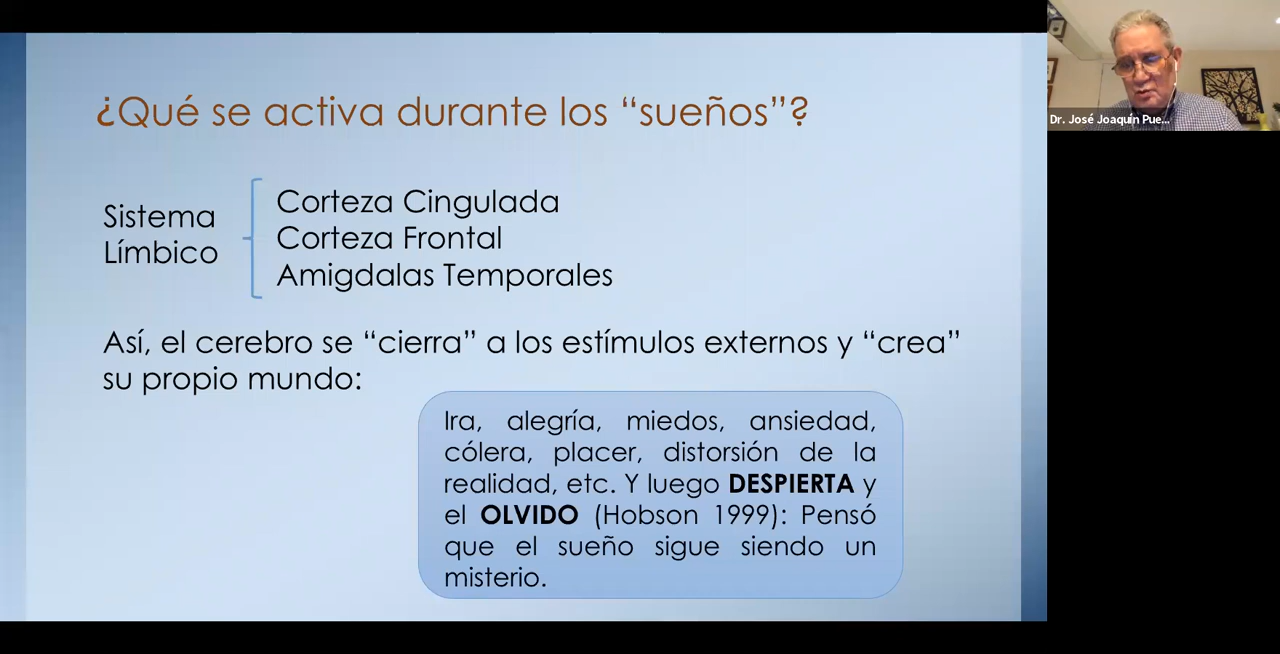 ¿Qué se activa durante los “sueños”?
Sistema
Límbico
Corteza Cingulada
Corteza Frontal
Amigdalas Temporales
Así, el cerebro se “cierra” a los estímulos externos y “crea”
su propio mundo:
Ira, alegría, miedos, ansiedad,
cólera, placer, distorsión de la
realidad, etc. Y luego DESPIERTA y
el OLVIDO (Hobson 1999): Pensó
que el sueño sigue siendo un
misterio.
Dr. José Joaquín Pue...